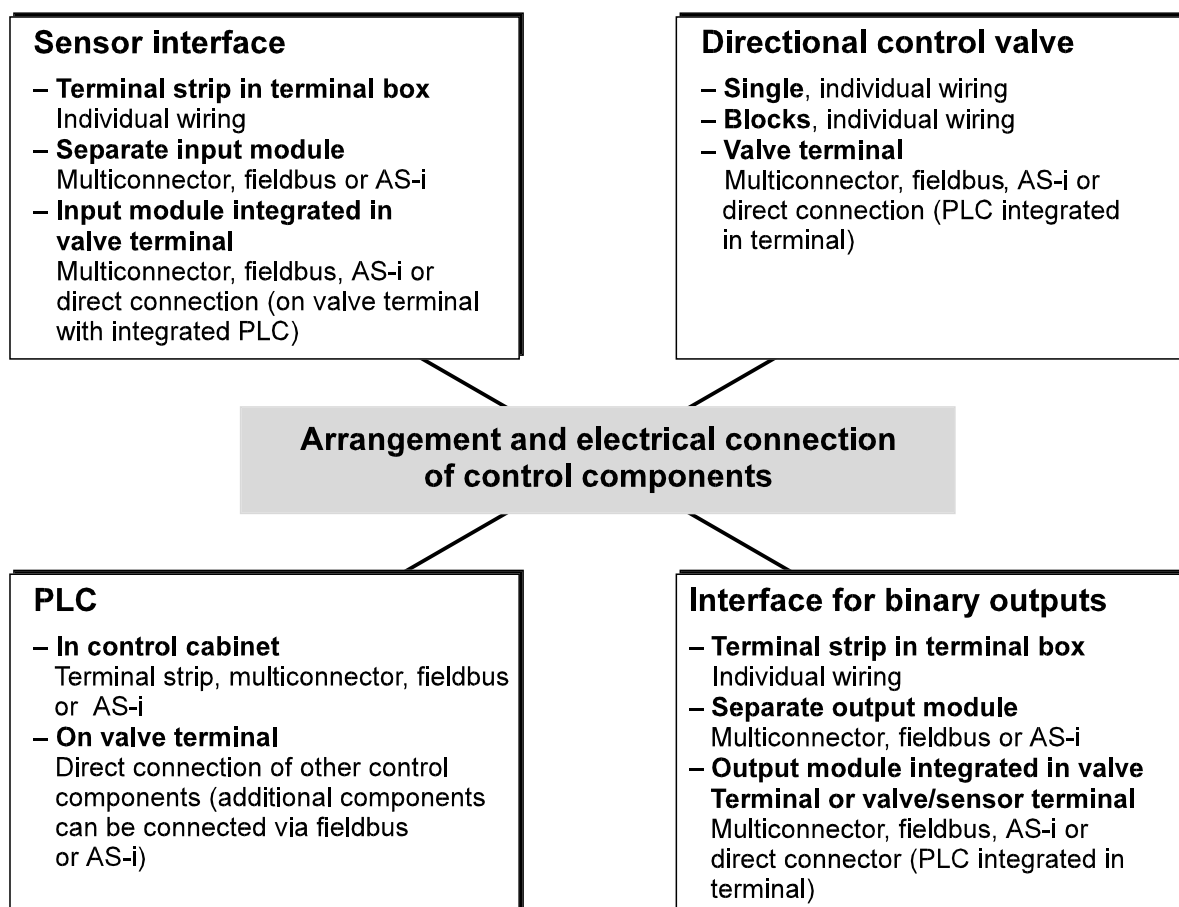 Sensor interface
– Terminal strip in terminal box
Individual wiring
– Separate input module
Multiconnector, fieldbus or AS-i
– Input module integrated in
valve terminal
Multiconnector, fieldbus, AS-i or
direct connection (on valve terminal
with integrated PLC)
Directional control valve
– Single, individual wiring
– Blocks, individual wiring
– Valve terminal
Multiconnector, fieldbus, AS-i or
direct connection (PLC integrated
in terminal)
Arrangement and electrical connection
of control components
PLC
– In control cabinet
Terminal strip, multiconnector, fieldbus
or AS-i
– On valve terminal
Direct connection of other control
components (additional components
can be connected via fieldbus
or AS-i)
Interface for binary outputs
– Terminal strip in terminal box
Individual wiring
– Separate output module
Multiconnector, fieldbus or AS-i
– Output module integrated in valve
Terminal or valve/sensor terminal
Multiconnector, fieldbus, AS-i or
direct connector (PLC integrated in
terminal)